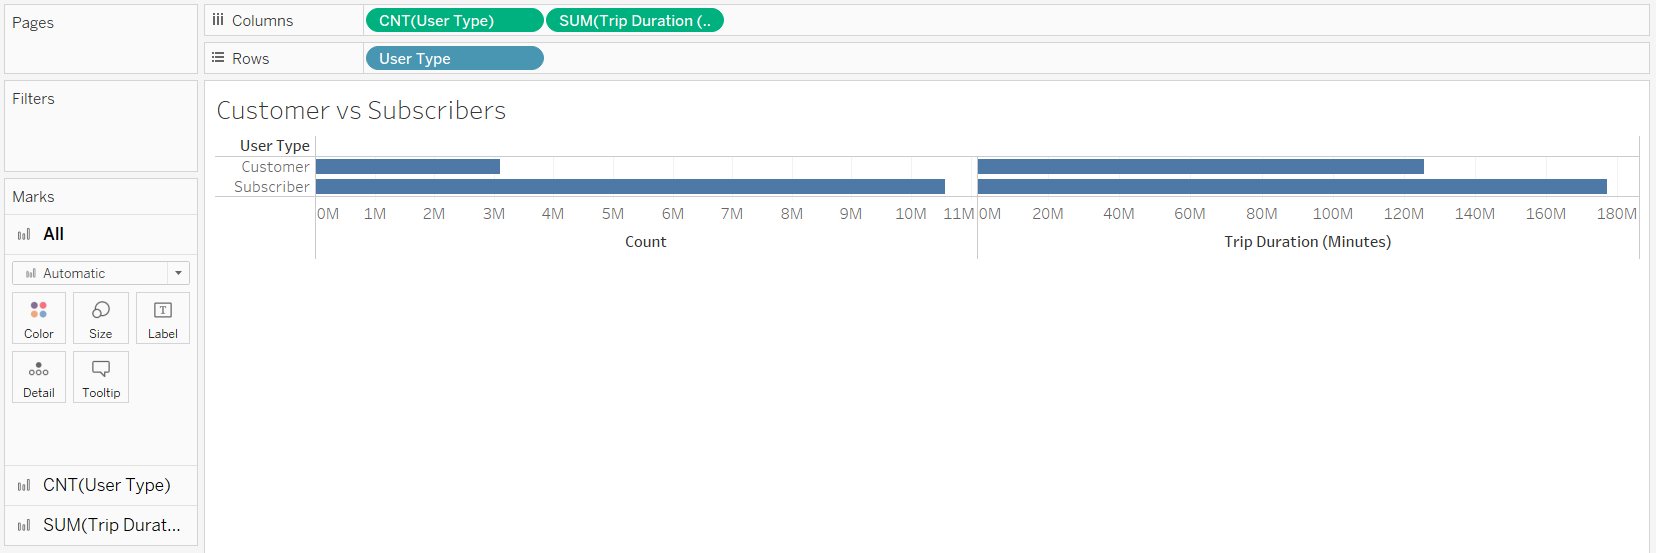 Pages
Columns
CNT(User Type)
SUM(Trip Duration (..
Rows
User Type
Filters
Marks
All
Automatic
Color
Size
Label
Detail
Tooltip
CNT(User Type)
SUM(Trip Durat...
Customer vs Subscribers
User Type
Customer
Subscriber
0M 1M 2M 3M 4M 5M 6M 7M 8M 9M 10M 11M
0M 20M 40M 60M 80M 100M 120M 140M 160M 180M
Count
Trip Duration (Minutes)